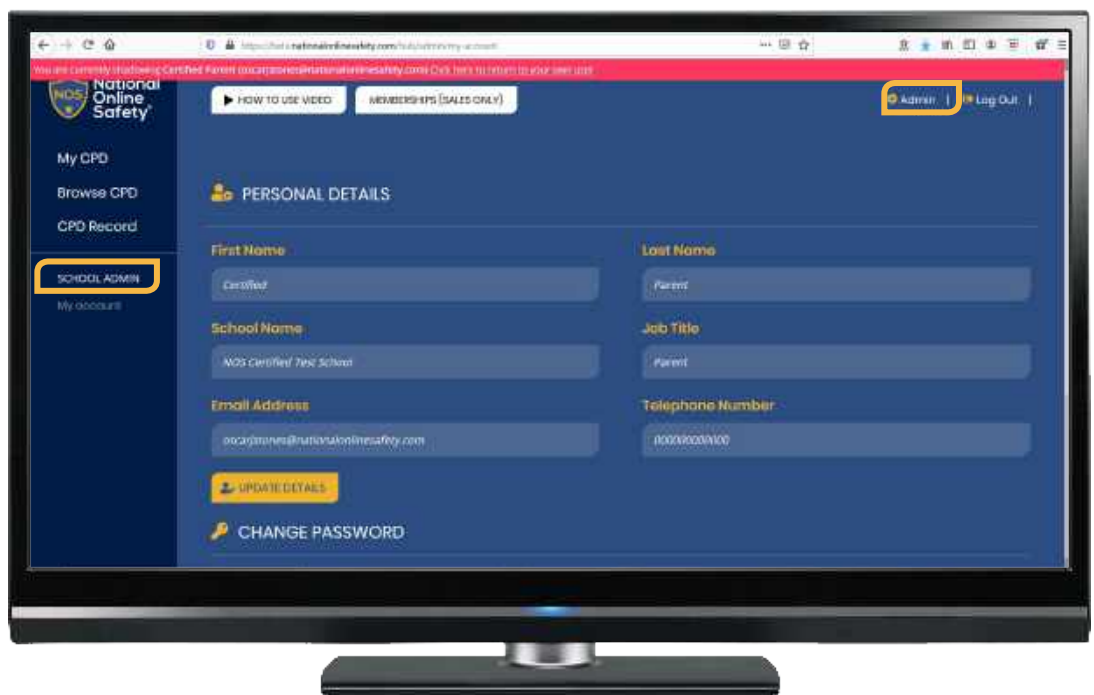 nationalonlinesafety.com
You are currently shadowing Certified Parent Click here to return to your own user
NOS National Online Safety
HOW TO USE VIDEO
MEMBERSHIPS (SALES ONLY)
Admin | Log Out |
My CPD
Browse CPD
CPD Record
SCHOOL ADMIN
My account
PERSONAL DETAILS
First Name
Last Name
Certified
Parent
School Name
Job Title
NOS Certified Test School
Parent
Email Address
Telephone Number
oscarjtones@nationalonlinesafety.com
UPDATE DETAILS
CHANGE PASSWORD